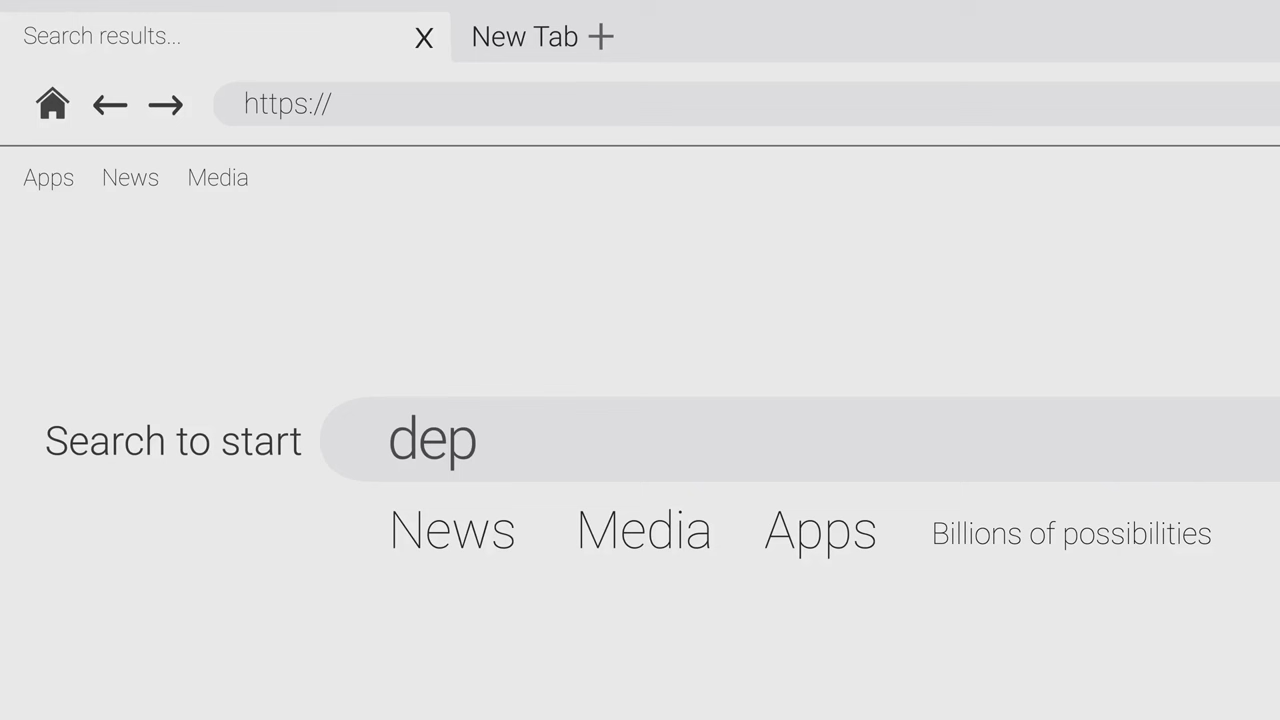 Search results... X New Tab +
https://
Apps News Media
Search to start dep
News Media Apps Billions of possibilities